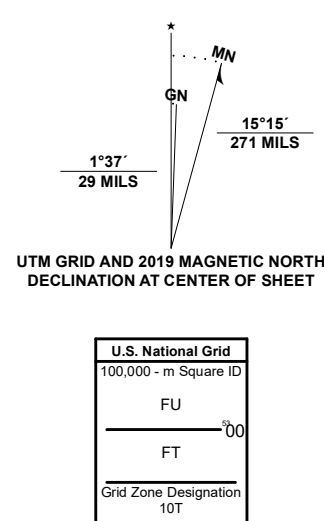 ★
MN
GN
15°15´
271 MILS
1°37´
29 MILS
UTM GRID AND 2019 MAGNETIC NORTH
DECLINATION AT CENTER OF SHEET
U.S. National Grid
100,000 - m Square ID
FU
5300
FT
Grid Zone Designation
10T